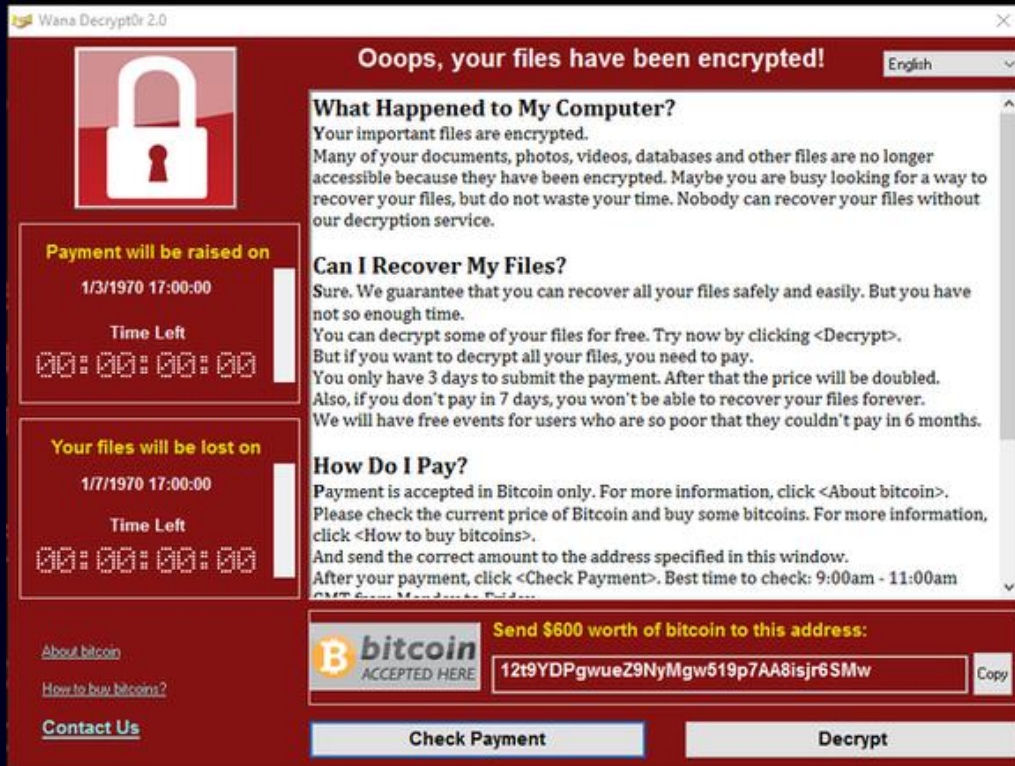 Wana Decrypt0r 2.0
Ooops, your files have been encrypted!
English
What Happened to My Computer?
Your important files are encrypted.
Many of your documents, photos, videos, databases and other files are no longer
accessible because they have been encrypted. Maybe you are busy looking for a way to
recover your files, but do not waste your time. Nobody can recover your files without
our decryption service.
Can I Recover My Files?
Sure. We guarantee that you can recover all your files safely and easily. But you have
not so enough time.
You can decrypt some of your files for free. Try now by clicking <Decrypt>.
But if you want to decrypt all your files, you need to pay.
You only have 3 days to submit the payment. After that the price will be doubled.
Also, if you don't pay in 7 days, you won't be able to recover your files forever.
We will have free events for users who are so poor that they couldn't pay in 6 months.
How Do I Pay?
Payment is accepted in Bitcoin only. For more information, click <About bitcoin>.
Please check the current price of Bitcoin and buy some bitcoins. For more information,
click <How to buy bitcoins>.
And send the correct amount to the address specified in this window.
After your payment, click <Check Payment>. Best time to check: 9:00am - 11:00am
GMT from Monday to Friday.
Payment will be raised on
1/3/1970 17:00:00
Time Left
00:00:00:00
Your files will be lost on
1/7/1970 17:00:00
Time Left
00:00:00:00
About bitcoin
How to buy bitcoins?
Contact Us
bitcoin
ACCEPTED HERE
Send $600 worth of bitcoin to this address:
12t9YDPgwueZ9NyMgw519p7AA8isjr6SMw
Copy
Check Payment
Decrypt